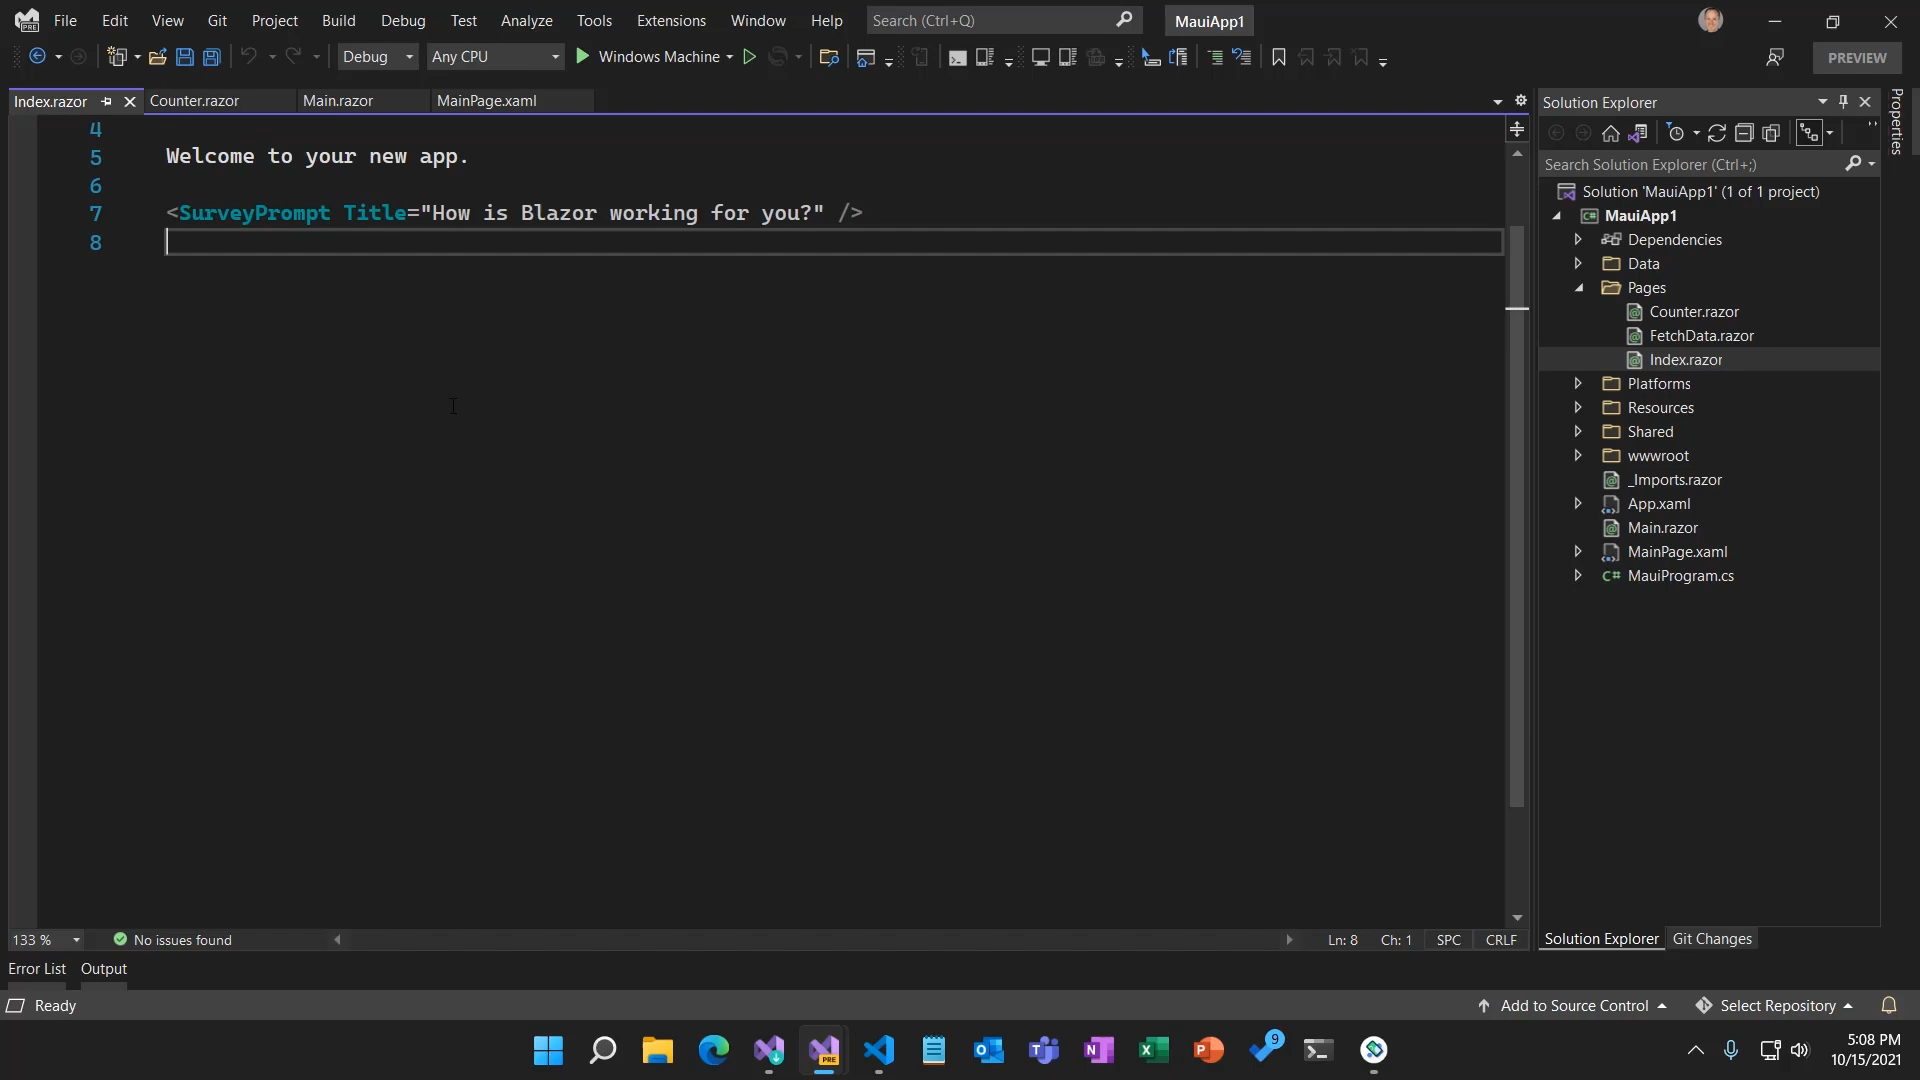 File Edit View Git Project Build Debug Test Analyze Tools Extensions Window Help Search (Ctrl+Q) MauiApp1
Debug Any CPU Windows Machine PREVIEW
Index.razor Counter.razor Main.razor MainPage.xaml
4
5 Welcome to your new app.
6
7 <SurveyPrompt Title="How is Blazor working for you?" />
8
133 % No issues found Ln: 8 Ch: 1 SPC CRLF
Error List Output
Solution Explorer
Search Solution Explorer (Ctrl+;)
Solution 'MauiApp1' (1 of 1 project)
C# MauiApp1
Dependencies
Data
Pages
Counter.razor
FetchData.razor
Index.razor
Platforms
Resources
Shared
wwwroot
_Imports.razor
App.xaml
Main.razor
MainPage.xaml
C# MauiProgram.cs
Solution Explorer Git Changes
Properties
Ready Add to Source Control Select Repository
PRE
9
5:08 PM
10/15/2021